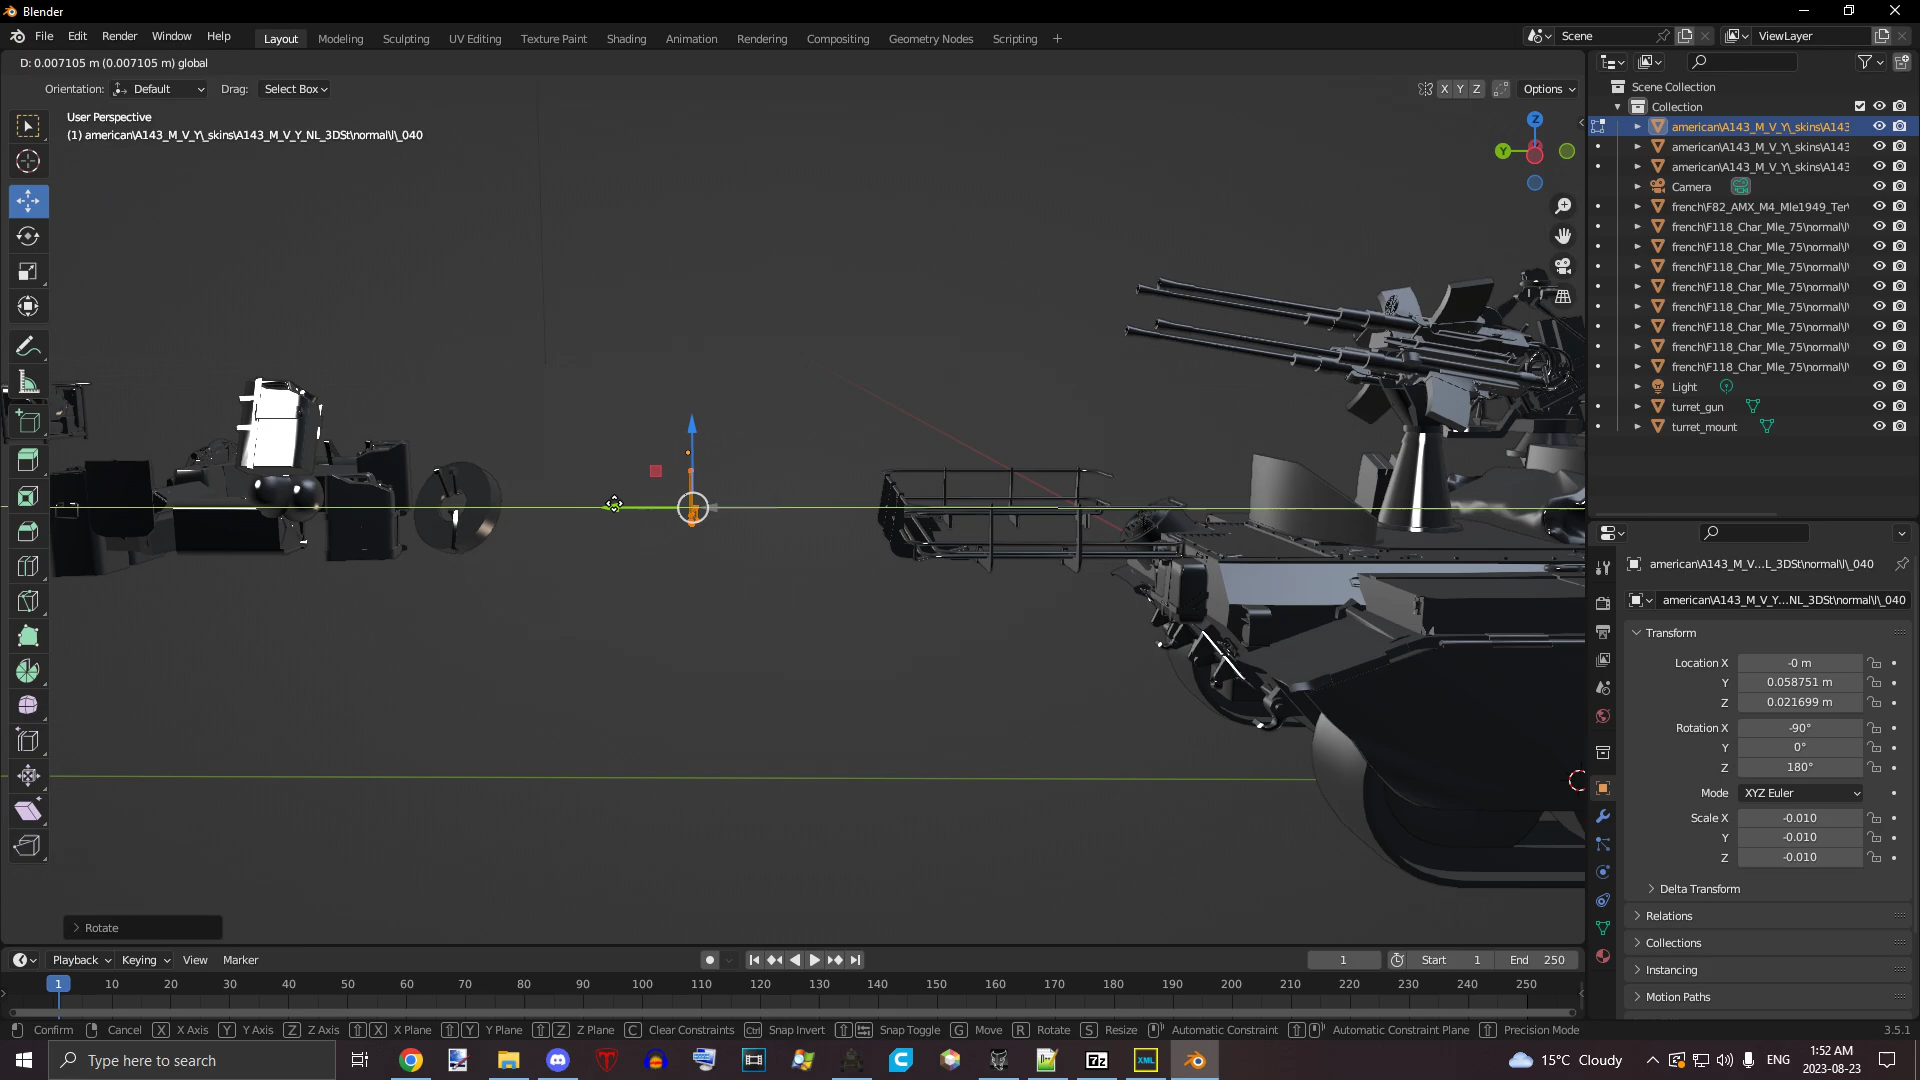 Blender
File Edit Render Window Help
Layout Modeling Sculpting UV Editing Texture Paint Shading Animation Rendering Compositing Geometry Nodes Scripting +
Scene
ViewLayer
D: 0.007105 m (0.007105 m) global
Orientation: Default Drag: Select Box
X Y Z Options
User Perspective
(1) american\A143_M_V_Y\_skins\A143_M_V_Y_NL_3DSt\normal\l\_040
Z
Y
Scene Collection
Collection
american\A143_M_V_Y\_skins\A143
american\A143_M_V_Y\_skins\A143
american\A143_M_V_Y\_skins\A143
Camera
french\F82_AMX_M4_Mle1949_Ter\
french\F118_Char_Mle_75\normal\l\
french\F118_Char_Mle_75\normal\l\
french\F118_Char_Mle_75\normal\l\
french\F118_Char_Mle_75\normal\l\
french\F118_Char_Mle_75\normal\l\
french\F118_Char_Mle_75\normal\l\
french\F118_Char_Mle_75\normal\l\
french\F118_Char_Mle_75\normal\l\
Light
turret_gun
turret_mount
american\A143_M_V...L_3DSt\normal\l\_040
american\A143_M_V_Y...NL_3DSt\normal\l\_040
Transform
Location X -0 m
Y 0.058751 m
Z 0.021699 m
Rotation X -90°
Y 0°
Z 180°
Mode XYZ Euler
Scale X -0.010
Y -0.010
Z -0.010
Delta Transform
Relations
Collections
Instancing
Motion Paths
Rotate
Playback Keying View Marker
1 Start 1 End 250
1 10 20 30 40 50 60 70 80 90 100 110 120 130 140 150 160 170 180 190 200 210 220 230 240 250
Confirm Cancel X X Axis Y Y Axis Z Z Axis X X Plane Y Y Plane Z Z Plane C Clear Constraints Ctrl Snap Invert Snap Toggle G Move R Rotate S Resize Automatic Constraint Automatic Constraint Plane Precision Mode 3.5.1
Type here to search
7z
XML
15°C Cloudy
ENG
1:52 AM
2023-08-23